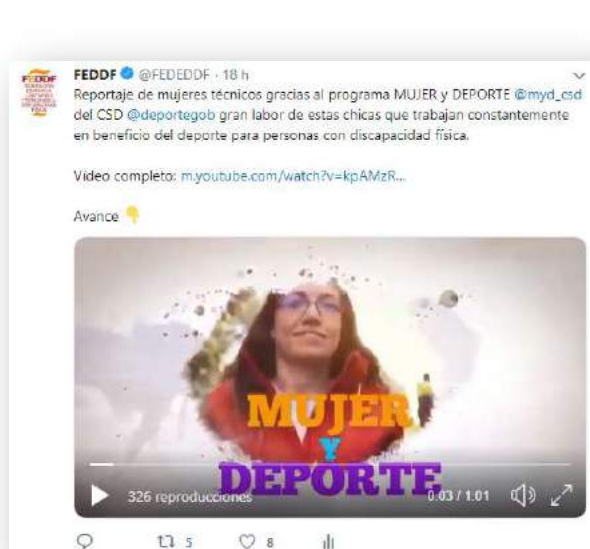 FEDDF @FEDEDDF · 18 h
Reportaje de mujeres técnicos gracias al programa MUJER y DEPORTE @myd_csd
del CSD @deportegob gran labor de estas chicas que trabajan constantemente
en beneficio del deporte para personas con discapacidad física.
Vídeo completo: m.youtube.com/watch?v=kpAMzR...
Avance
MUJER
Y
DEPORTE
326 reproducciones
0:03 / 1:01
5
8
FEDDF